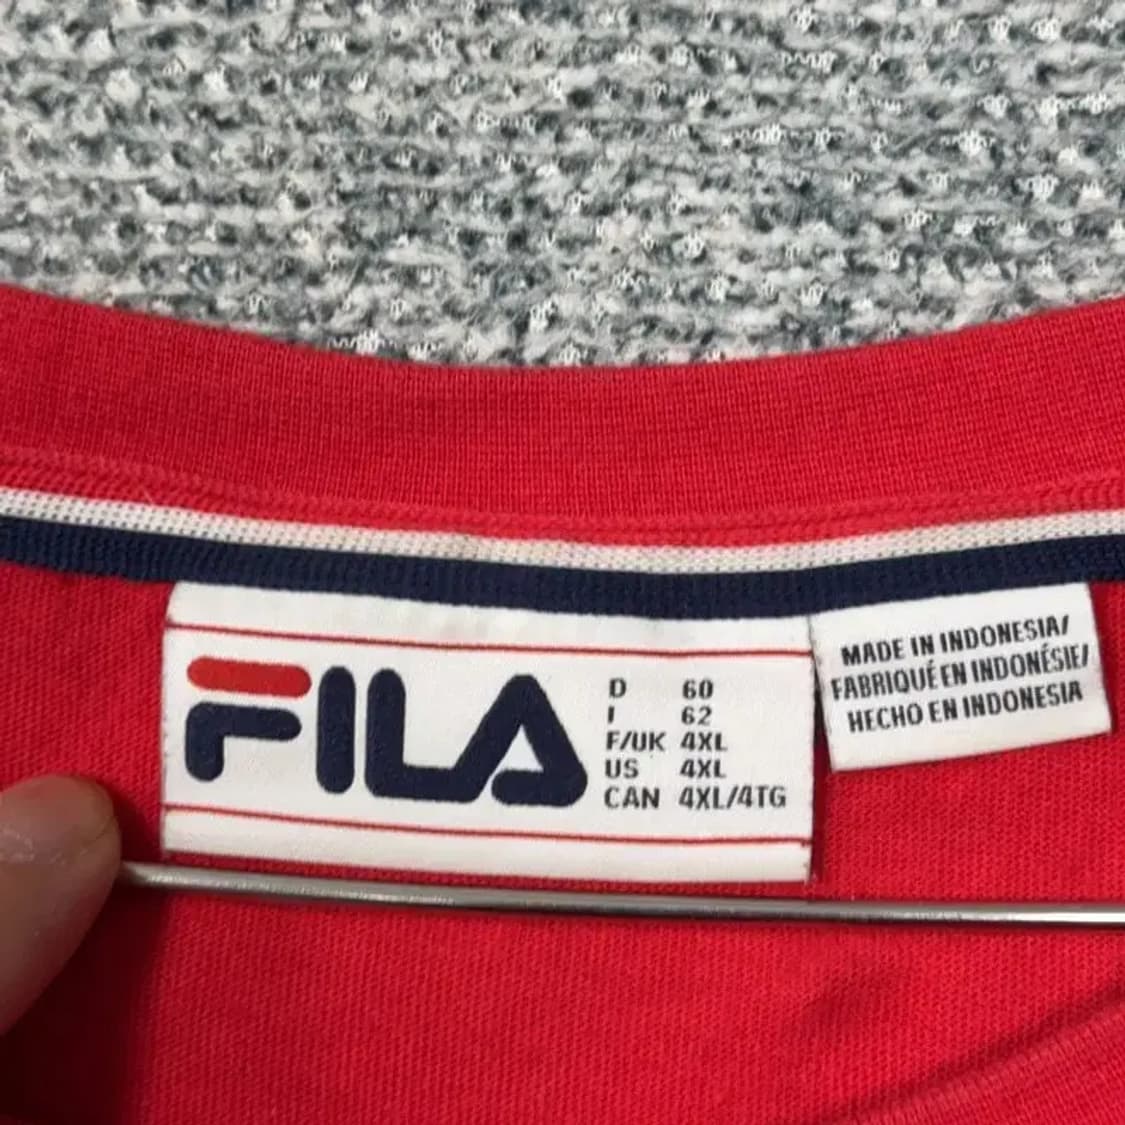 FILA
D 60
I 62
F/UK 4XL
US 4XL
CAN 4XL/4TG
MADE IN INDONESIA/
FABRIQUÉ EN INDONÉSIE/
HECHO EN INDONESIA